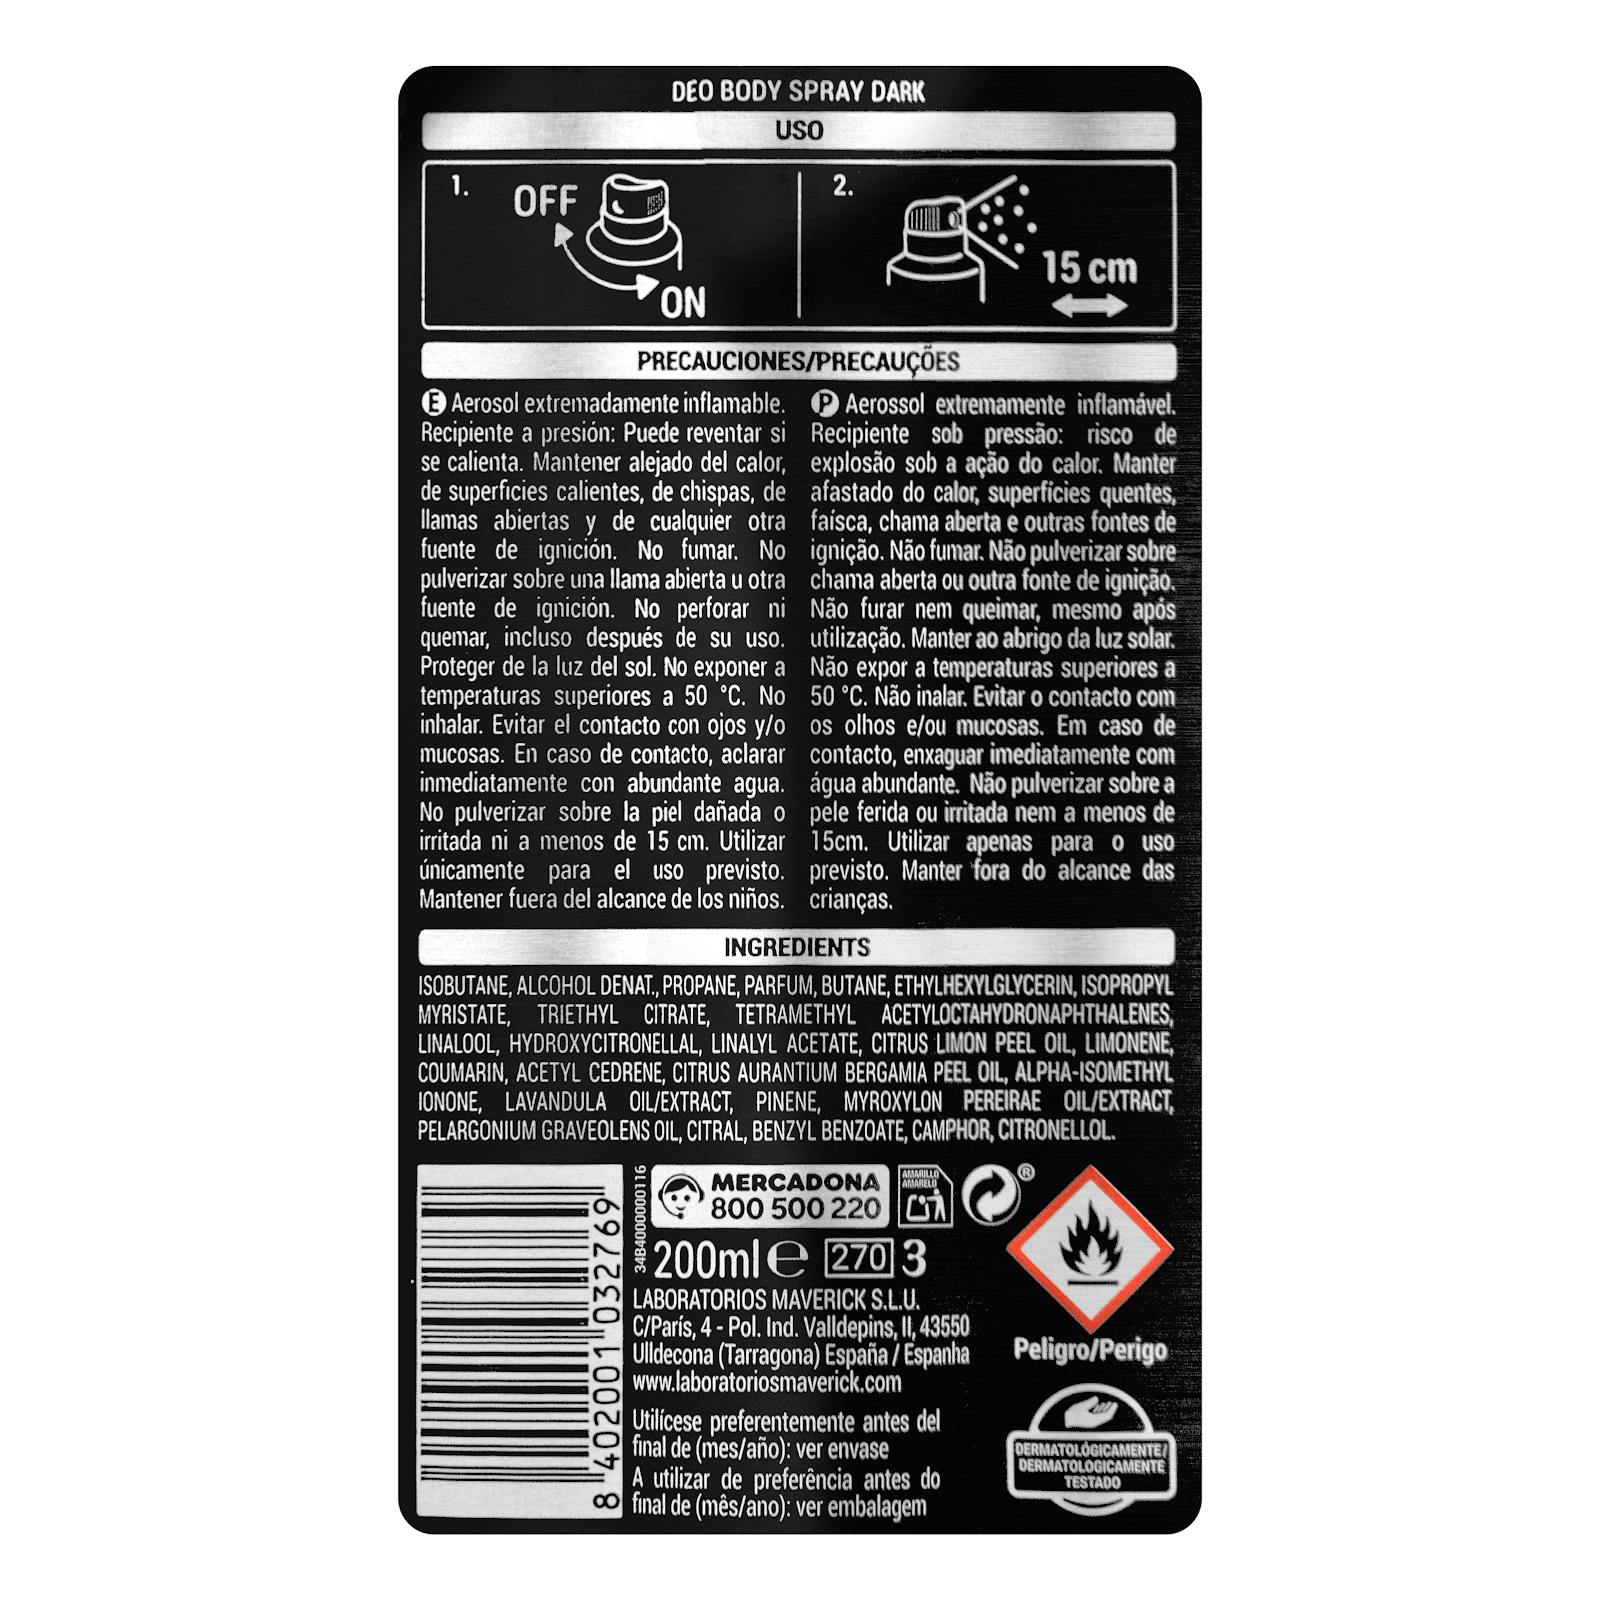 DEO BODY SPRAY DARK
USO
1.
OFF
ON
2.
15 cm
PRECAUCIONES/PRECAUÇÕES
E Aerosol extremadamente inflamable.
Recipiente a presión: Puede reventar si
se calienta. Mantener alejado del calor,
de superficies calientes, de chispas, de
llamas abiertas y de cualquier otra
fuente de ignición. No fumar. No
pulverizar sobre una llama abierta u otra
fuente de ignición. No perforar ni
quemar, incluso después de su uso.
Proteger de la luz del sol. No exponer a
temperaturas superiores a 50 °C. No
inhalar. Evitar el contacto con ojos y/o
mucosas. En caso de contacto, aclarar
inmediatamente con abundante agua.
No pulverizar sobre la piel dañada o
irritada ni a menos de 15 cm. Utilizar
únicamente para el uso previsto.
Mantener fuera del alcance de los niños.
P Aerossol extremamente inflamável.
Recipiente sob pressão: risco de
explosão sob a ação do calor. Manter
afastado do calor, superfícies quentes,
faísca, chama aberta e outras fontes de
ignição. Não fumar. Não pulverizar sobre
chama aberta ou outra fonte de ignição.
Não furar nem queimar, mesmo após
utilização. Manter ao abrigo da luz solar.
Não expor a temperaturas superiores a
50 °C. Não inalar. Evitar o contacto com
os olhos e/ou mucosas. Em caso de
contacto, enxaguar imediatamente com
água abundante. Não pulverizar sobre a
pele ferida ou irritada nem a menos de
15cm. Utilizar apenas para o uso
previsto. Manter fora do alcance das
crianças.
INGREDIENTS
ISOBUTANE, ALCOHOL DENAT., PROPANE, PARFUM, BUTANE, ETHYLHEXYLGLYCERIN, ISOPROPYL
MYRISTATE, TRIETHYL CITRATE, TETRAMETHYL ACETYLOCTAHYDRONAPHTHALENES,
LINALOOL, HYDROXYCITRONELLAL, LINALYL ACETATE, CITRUS LIMON PEEL OIL, LIMONENE,
COUMARIN, ACETYL CEDRENE, CITRUS AURANTIUM BERGAMIA PEEL OIL, ALPHA-ISOMETHYL
IONONE, LAVANDULA OIL/EXTRACT, PINENE, MYROXYLON PEREIRAE OIL/EXTRACT,
PELARGONIUM GRAVEOLENS OIL, CITRAL, BENZYL BENZOATE, CAMPHOR, CITRONELLOL.
8 402001 032769
34B4000000116
MERCADONA
800 500 220
AMARILLO
AMARELO
®
200ml e 270 3
LABORATORIOS MAVERICK S.L.U.
C/París, 4 - Pol. Ind. Valldepins, II, 43550
Ulldecona (Tarragona) España / Espanha
www.laboratoriosmaverick.com
Utilícese preferentemente antes del
final de (mes/año): ver envase
A utilizar de preferência antes do
final de (mês/ano): ver embalagem
Peligro/Perigo
DERMATOLÓGICAMENTE/
DERMATOLOGICAMENTE
TESTADO